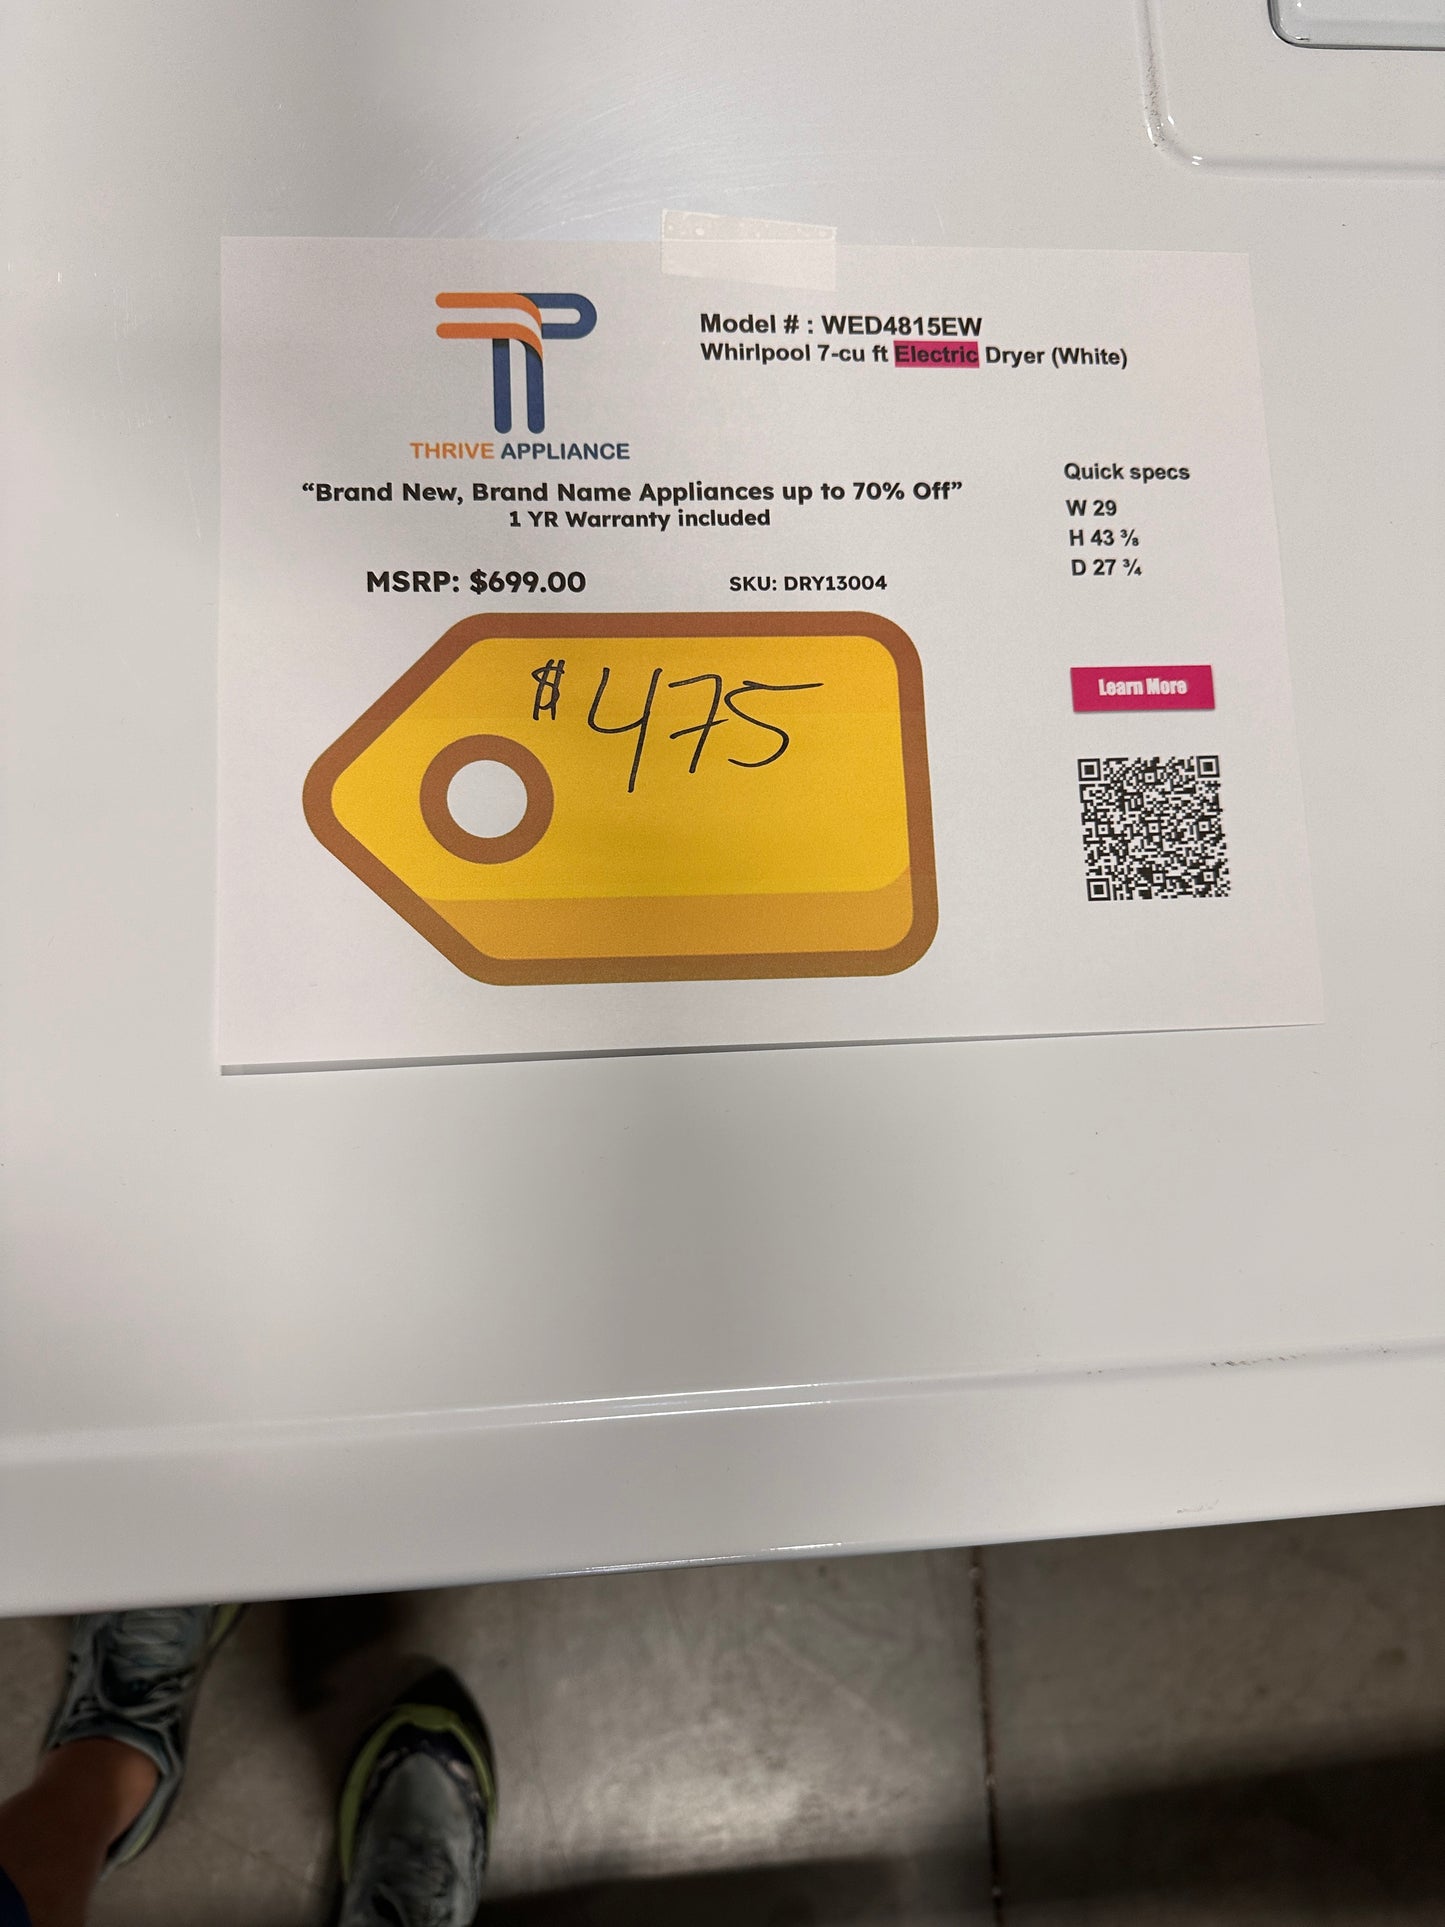 THRIVE APPLIANCE
Model # : WED4815EW
Whirlpool 7-cu ft Electric Dryer (White)
“Brand New, Brand Name Appliances up to 70% Off”
1 YR Warranty included
MSRP: $699.00
SKU: DRY13004
$475
Quick specs
W 29
H 43 ⅜
D 27 ¾
Learn More